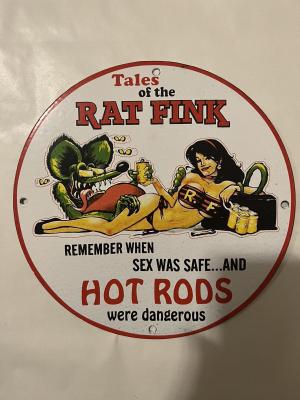 Tales
of the
RAT FINK
REMEMBER WHEN
SEX WAS SAFE...AND
HOT RODS
were dangerous